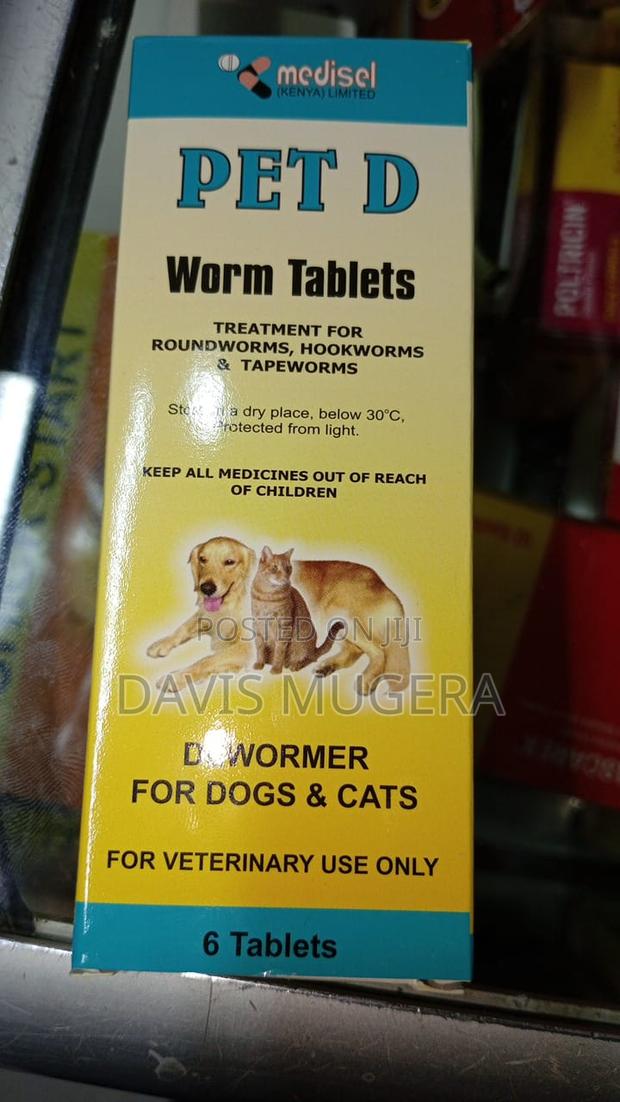 medisel
(KENYA) LIMITED
PET D
Worm Tablets
TREATMENT FOR
ROUNDWORMS, HOOKWORMS
& TAPEWORMS
a dry place, below 30°C,
Protected from light.
KEEP ALL MEDICINES OUT OF REACH
OF CHILDREN
POSTED ON JIJI
DAVIS MUGERA
DEWORMER
FOR DOGS & CATS
FOR VETERINARY USE ONLY
6 Tablets
POLTRICIN